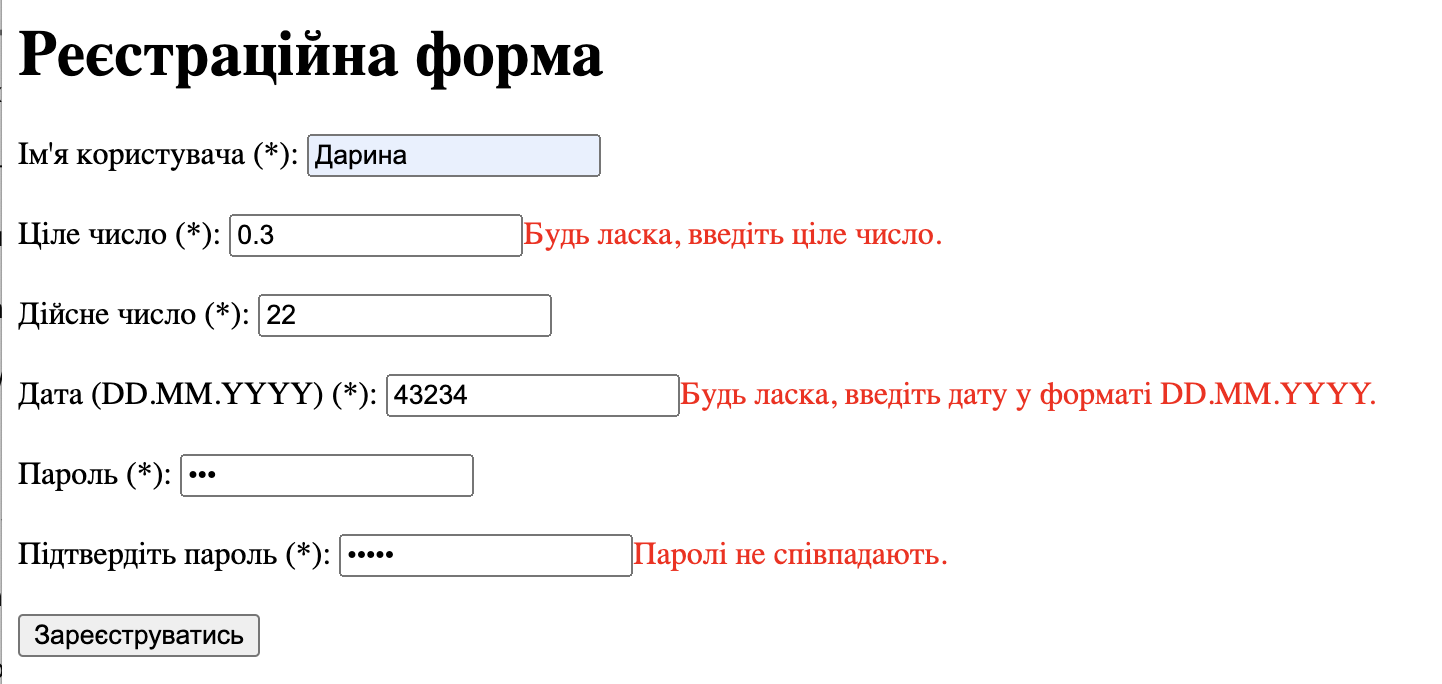 Реєстраційна форма
Ім'я користувача (*): Дарина
Ціле число (*): 0.3 Будь ласка, введіть ціле число.
Дійсне число (*): 22
Дата (DD.MM.YYYY) (*): 43234 Будь ласка, введіть дату у форматі DD.MM.YYYY.
Пароль (*): •••
Підтвердіть пароль (*): ••••• Паролі не співпадають.
Зареєструватись